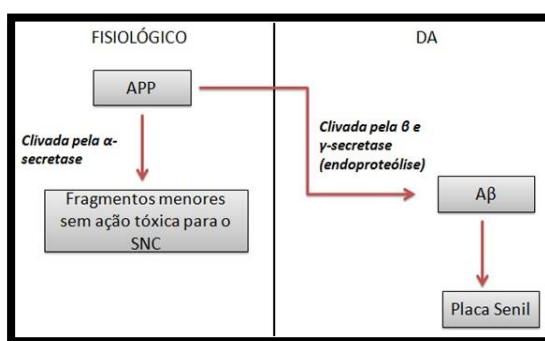 FISIOLÓGICO
DA
APP
Clivada pela α-
secretase
Fragmentos menores
sem ação tóxica para o
SNC
Clivada pela β e
γ-secretase
(endoproteólise)
Aβ
Placa Senil